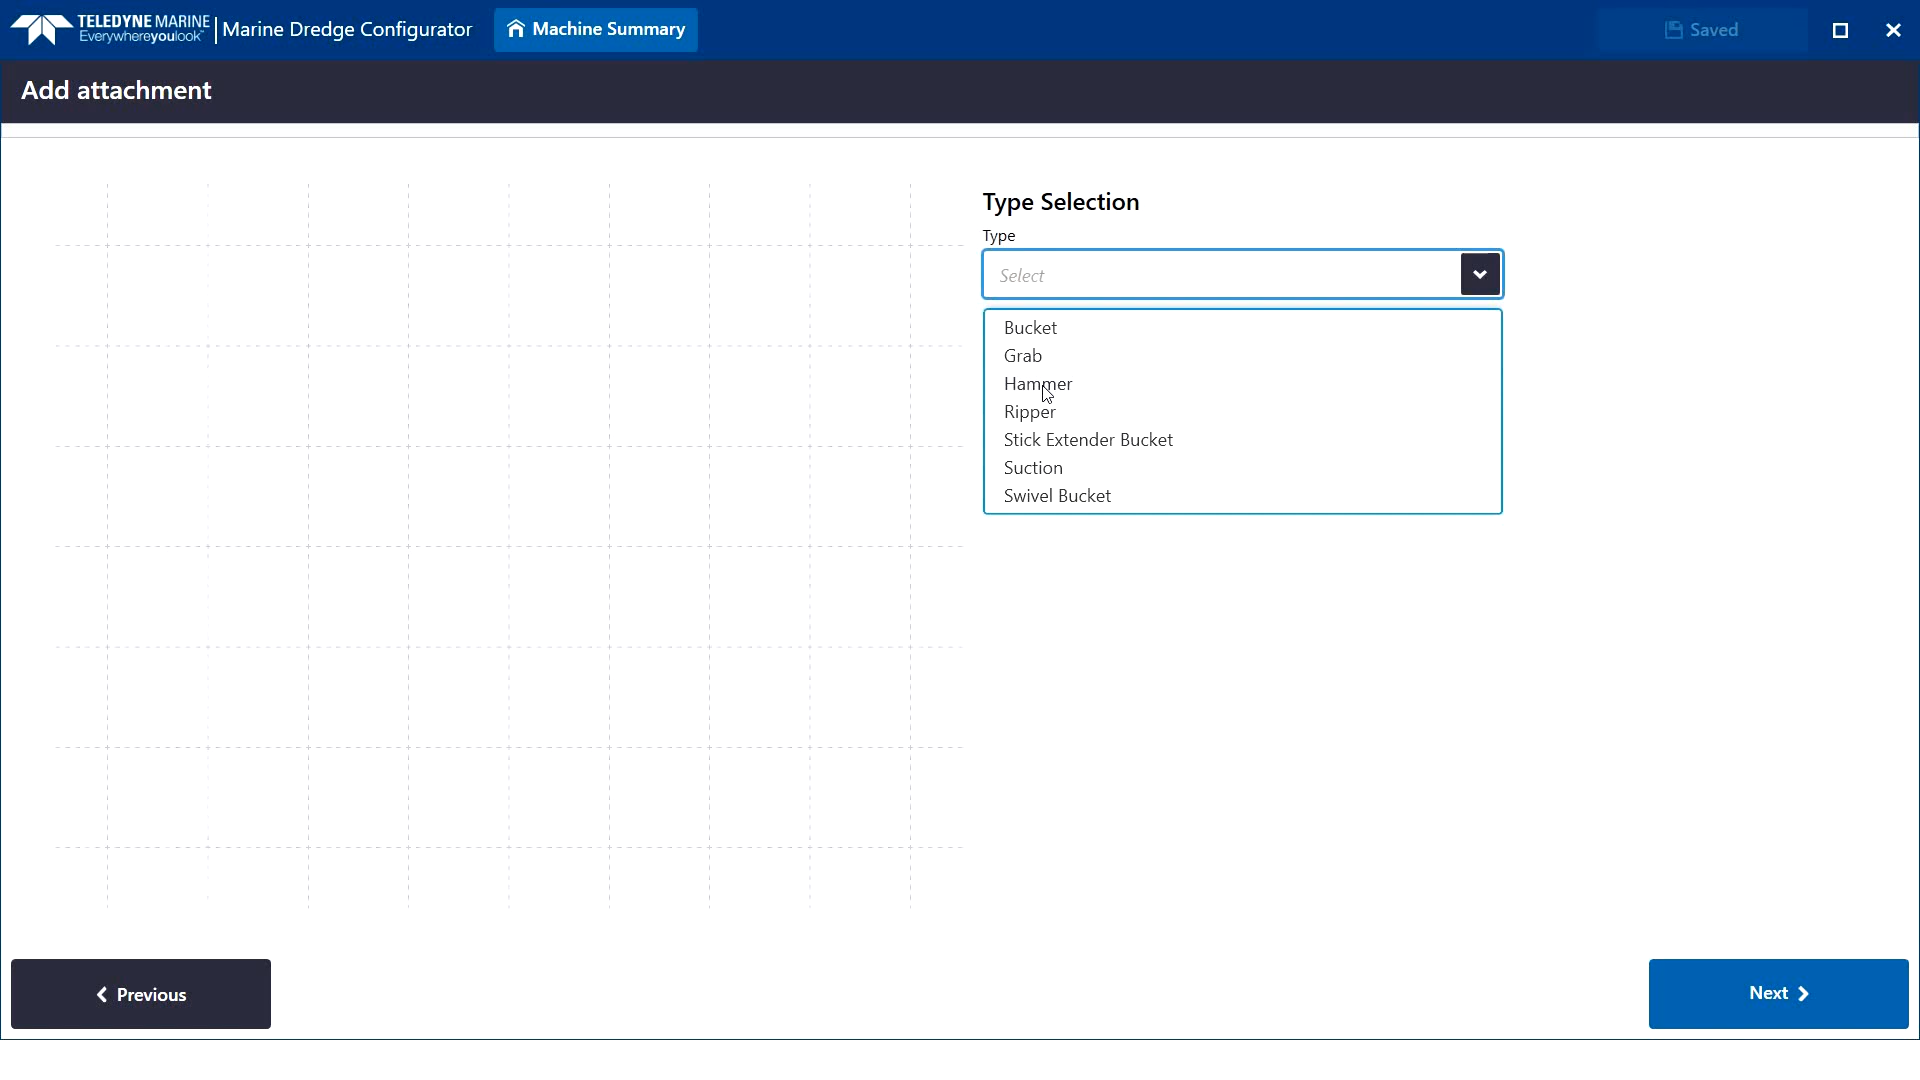 TELEDYNE MARINE
Everywhereyoulook™
Marine Dredge Configurator
Machine Summary
Saved
Add attachment
Type Selection
Type
Select
Bucket
Grab
Hammer
Ripper
Stick Extender Bucket
Suction
Swivel Bucket
Previous
Next